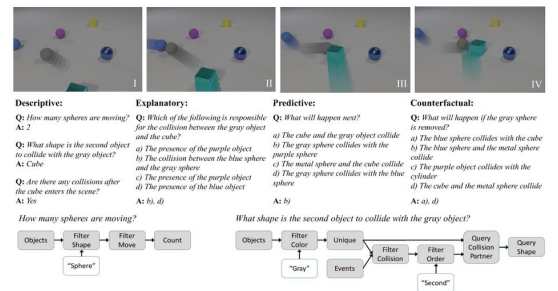 I
II
III
IV
Descriptive:
Q: How many spheres are moving?
A: 2
Q: What shape is the second object
to collide with the gray object?
A: Cube
Q: Are there any collisions after
the cube enters the scene?
A: Yes
Explanatory:
Q: Which of the following is responsible
for the collision between the gray object
and the cube?
a) The presence of the purple object
b) The collision between the blue sphere
and the gray sphere
c) The presence of the purple object
d) The presence of the blue object
A: b), d)
Predictive:
Q: What will happen next?
a) The cube and the gray object collide
b) The gray sphere collides with the
purple sphere
c) The metal sphere and the cube collide
d) The gray sphere collides with the blue
sphere
A: b)
Counterfactual:
Q: What will happen if the gray sphere
is removed?
a) The blue sphere collides with the cube
b) The blue sphere and the metal sphere
collide
c) The purple object collides with the
cylinder
d) The cube and the metal sphere collide
A: a), d)
How many spheres are moving?
Objects
Filter
Shape
Filter
Move
Count
"Sphere"
What shape is the second object to collide with the gray object?
Objects
Filter
Color
Unique
"Gray"
Events
Filter
Collision
Filter
Order
"Second"
Query
Collision
Partner
Query
Shape